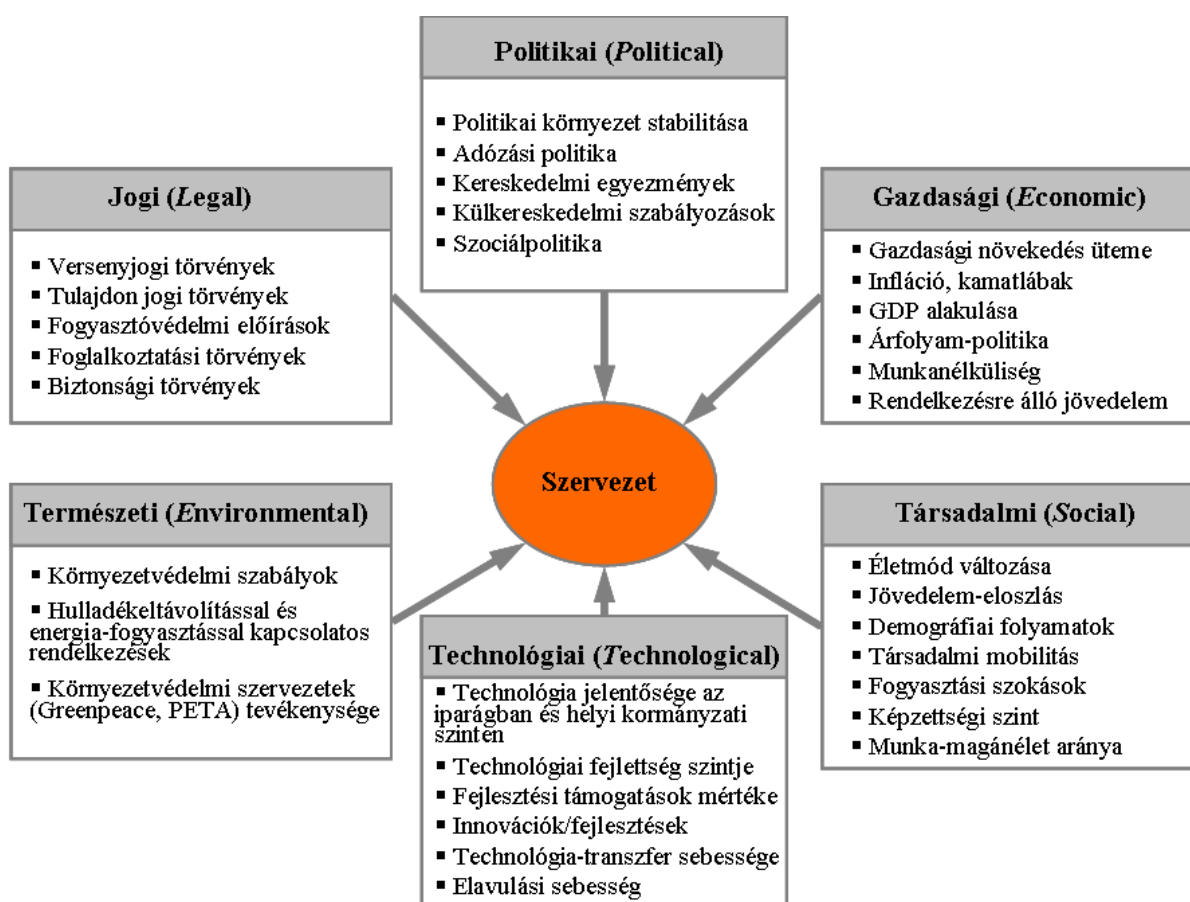 Politikai (Political)
▪ Politikai környezet stabilitása
▪ Adózási politika
▪ Kereskedelmi egyezmények
▪ Külkereskedelmi szabályozások
▪ Szociálpolitika
Jogi (Legal)
▪ Versenyjogi törvények
▪ Tulajdon jogi törvények
▪ Fogyasztóvédelmi előírások
▪ Foglalkoztatási törvények
▪ Biztonsági törvények
Gazdasági (Economic)
▪ Gazdasági növekedés üteme
▪ Infláció, kamatlábak
▪ GDP alakulása
▪ Árfolyam-politika
▪ Munkanélküliség
▪ Rendelkezésre álló jövedelem
Szervezet
Természeti (Environmental)
▪ Környezetvédelmi szabályok
▪ Hulladékeltávolítással és
energia-fogyasztással kapcsolatos
rendelkezések
▪ Környezetvédelmi szervezetek
(Greenpeace, PETA) tevékenysége
Technológiai (Technological)
▪ Technológia jelentősége az
iparágban és helyi kormányzati
szinten
▪ Technológiai fejlettség szintje
▪ Fejlesztési támogatások mértéke
▪ Innovációk/fejlesztések
▪ Technológia-transzfer sebessége
▪ Elavulási sebesség
Társadalmi (Social)
▪ Életmód változása
▪ Jövedelem-eloszlás
▪ Demográfiai folyamatok
▪ Társadalmi mobilitás
▪ Fogyasztási szokások
▪ Képzettségi szint
▪ Munka-magánélet aránya